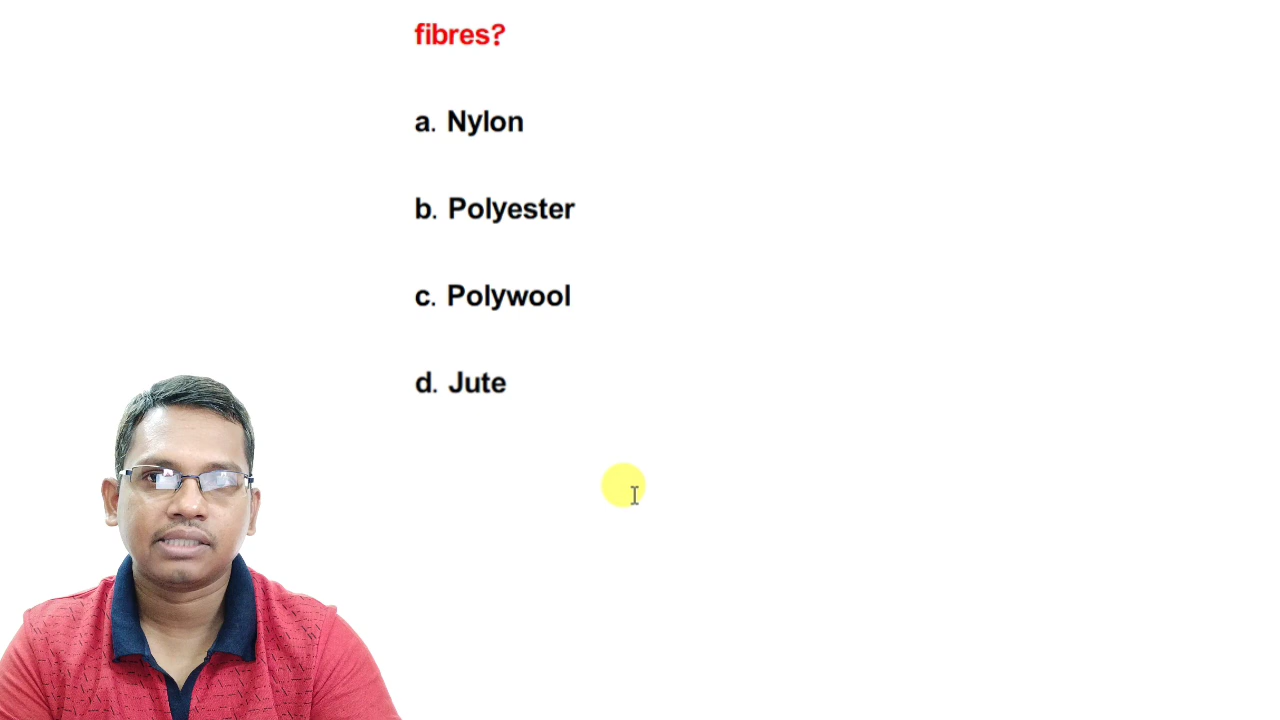 fibres?
a. Nylon
b. Polyester
c. Polywool
d. Jute